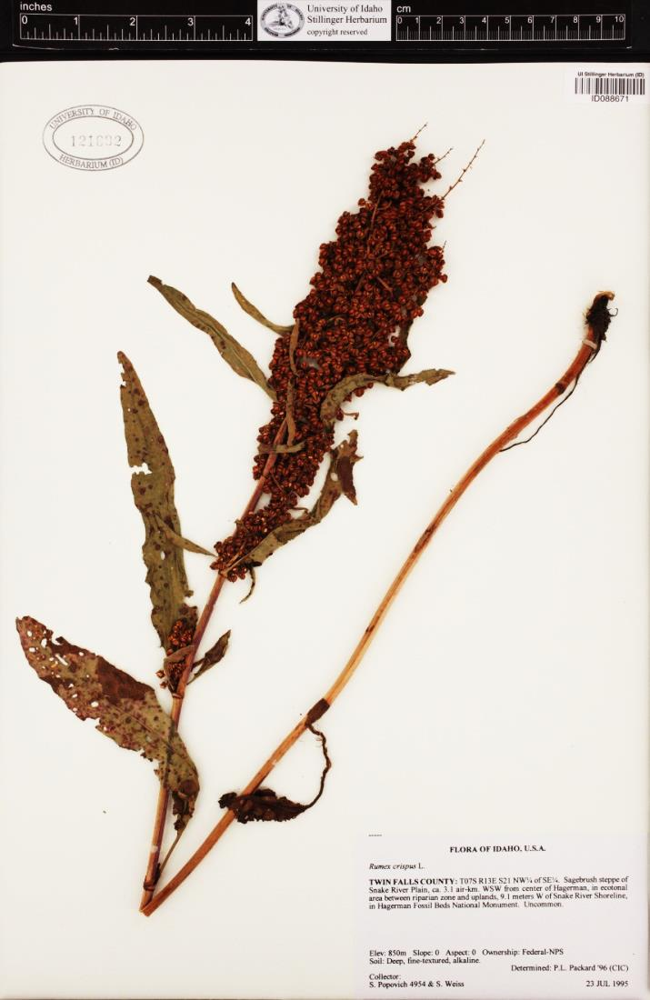 inches
1 2 3 4
University of Idaho
Stillinger Herbarium
copyright reserved
cm
0 1 2 3 4 5 6 7 8 9 10
UI Stillinger Herbarium (ID)
ID088671
UNIVERSITY OF IDAHO
HERBARIUM (ID)
FLORA OF IDAHO, U.S.A.
Rumex crispus L.
TWIN FALLS COUNTY: T07S R13E S21 NW¼ of SE¼. Sagebrush steppe of
Snake River Plain, ca. 3.1 air-km. WSW from center of Hagerman, in ecotonal
area between riparian zone and uplands, 9.1 meters W of Snake River Shoreline,
in Hagerman Fossil Beds National Monument. Uncommon.
Elev: 850m Slope: 0 Aspect: 0 Ownership: Federal-NPS
Soil: Deep, fine-textured, alkaline.
Determined: P.L. Packard '96 (CIC)
Collector:
S. Popovich 4954 & S. Weiss 23 JUL 1995